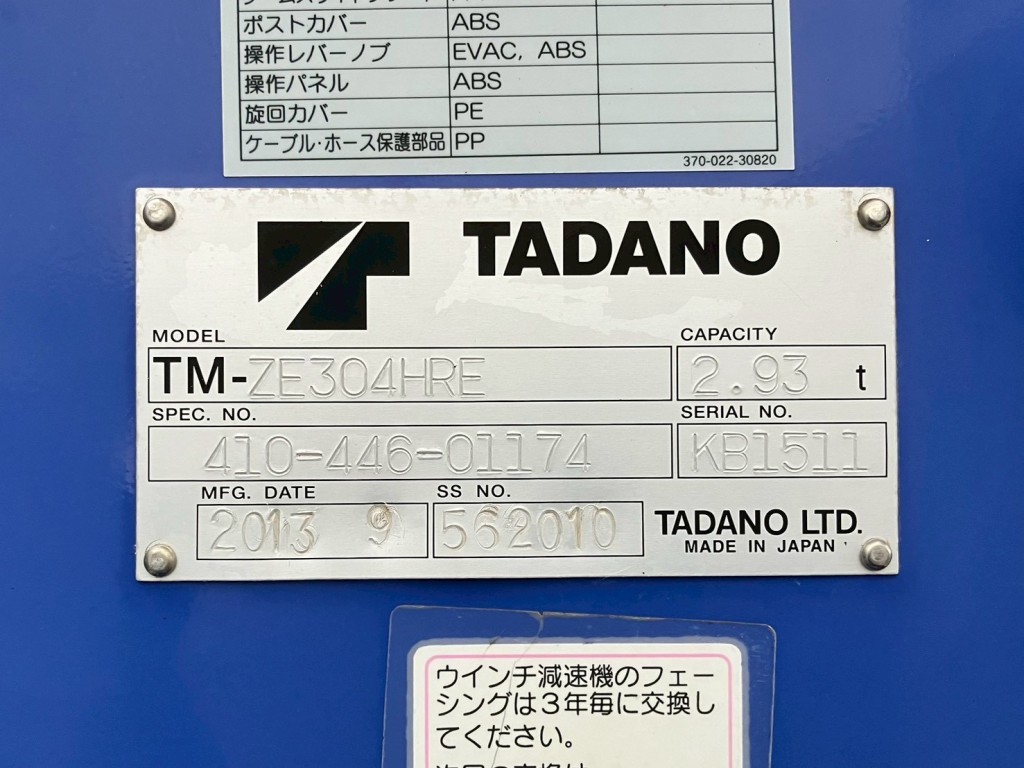 ポストカバー ABS
操作レバーノブ EVAC, ABS
操作パネル ABS
旋回カバー PE
ケーブル・ホース保護部品 PP
370-022-30820
TADANO
MODEL CAPACITY
TM-ZE304HRE 2.93 t
SPEC. NO. SERIAL NO.
410-446-01174 KB1511
MFG. DATE SS NO.
2013 9 562010 TADANO LTD.
MADE IN JAPAN
ウインチ減速機のフェー
シングは3年毎に交換し
てください。